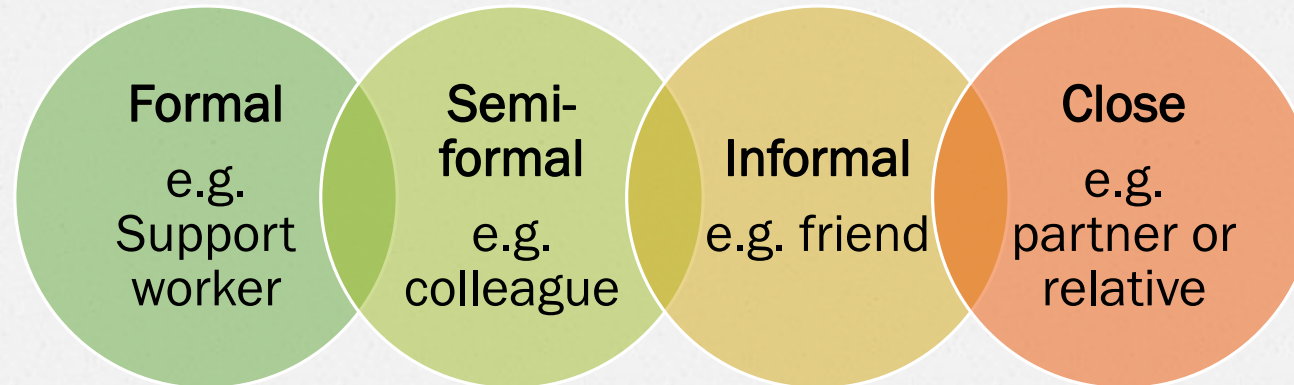 Formal
e.g.
Support
worker
Semi-
formal
e.g.
colleague
Informal
e.g. friend
Close
e.g.
partner or
relative